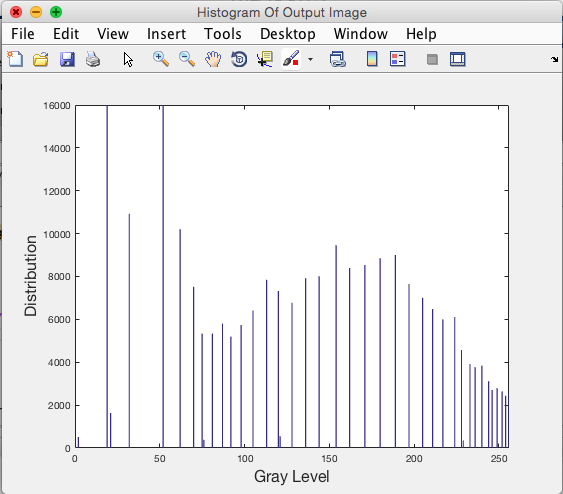 Histogram Of Output Image
File Edit View Insert Tools Desktop Window Help
16000
14000
12000
10000
8000
6000
4000
2000
0
Distribution
0 50 100 150 200 250
Gray Level